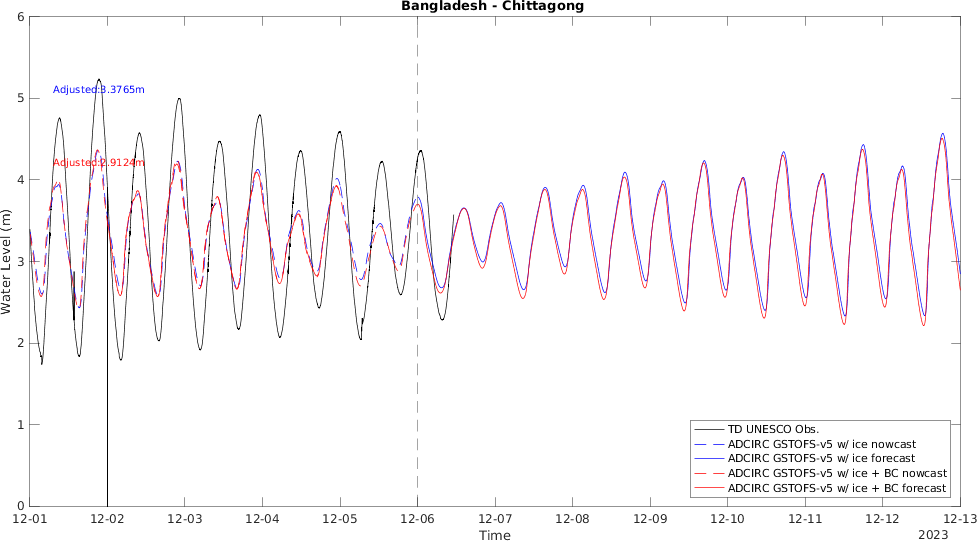 Bangladesh - Chittagong
6
5
4
3
2
1
0
Water Level (m)
Adjusted:3.3765m
Adjusted:2.9124m
TD UNESCO Obs.
ADCIRC GSTOFS-v5 w/ ice nowcast
ADCIRC GSTOFS-v5 w/ ice forecast
ADCIRC GSTOFS-v5 w/ ice + BC nowcast
ADCIRC GSTOFS-v5 w/ ice + BC forecast
12-01 12-02 12-03 12-04 12-05 12-06 12-07 12-08 12-09 12-10 12-11 12-12 12-13
Time
2023